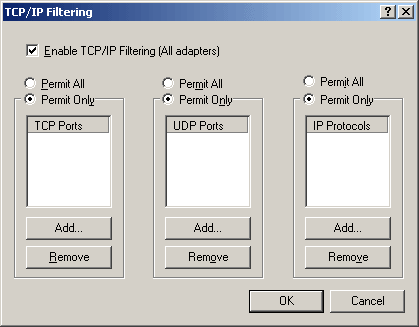 TCP/IP Filtering
Enable TCP/IP Filtering (All adapters)
Permit All Permit All Permit All
Permit Only Permit Only Permit Only
TCP Ports UDP Ports IP Protocols
Add... Add... Add...
Remove Remove Remove
OK Cancel